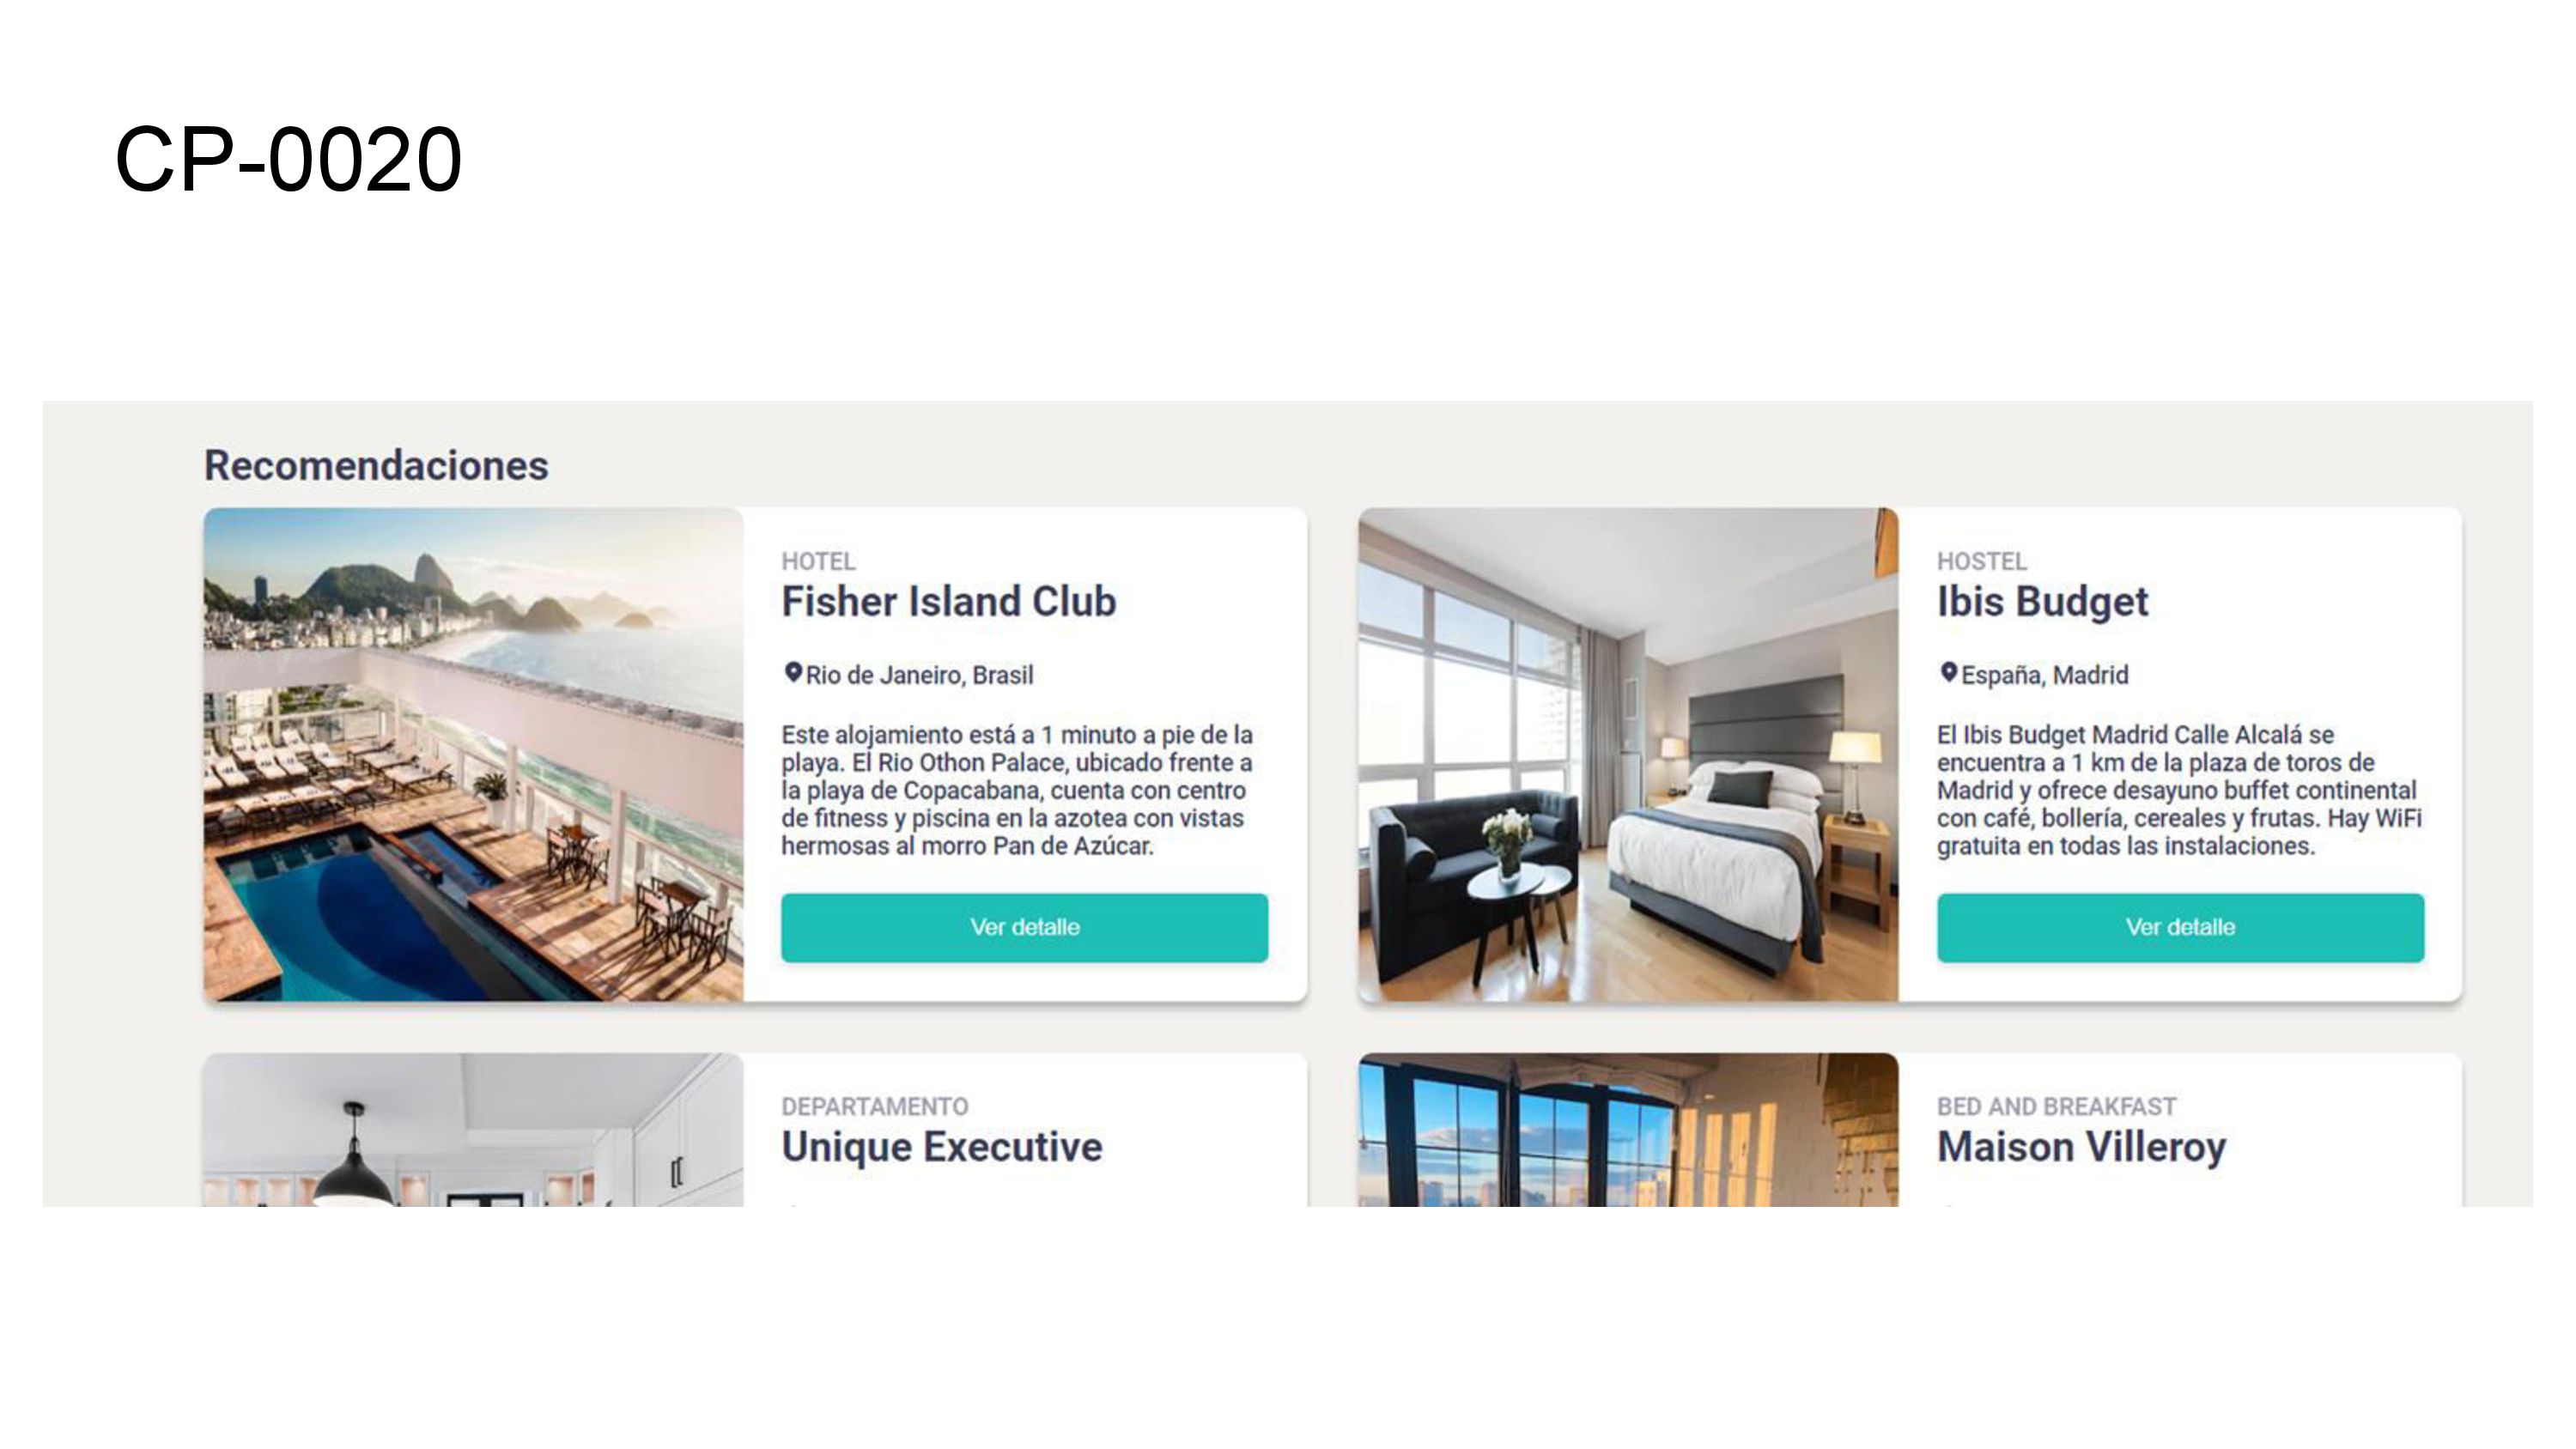 CP-0020
Recomendaciones
HOTEL
Fisher Island Club
Rio de Janeiro, Brasil
Este alojamiento está a 1 minuto a pie de la
playa. El Rio Othon Palace, ubicado frente a
la playa de Copacabana, cuenta con centro
de fitness y piscina en la azotea con vistas
hermosas al morro Pan de Azúcar.
Ver detalle
HOSTEL
Ibis Budget
España, Madrid
El Ibis Budget Madrid Calle Alcalá se
encuentra a 1 km de la plaza de toros de
Madrid y ofrece desayuno buffet continental
con café, bollería, cereales y frutas. Hay WiFi
gratuita en todas las instalaciones.
Ver detalle
DEPARTAMENTO
Unique Executive
BED AND BREAKFAST
Maison Villeroy